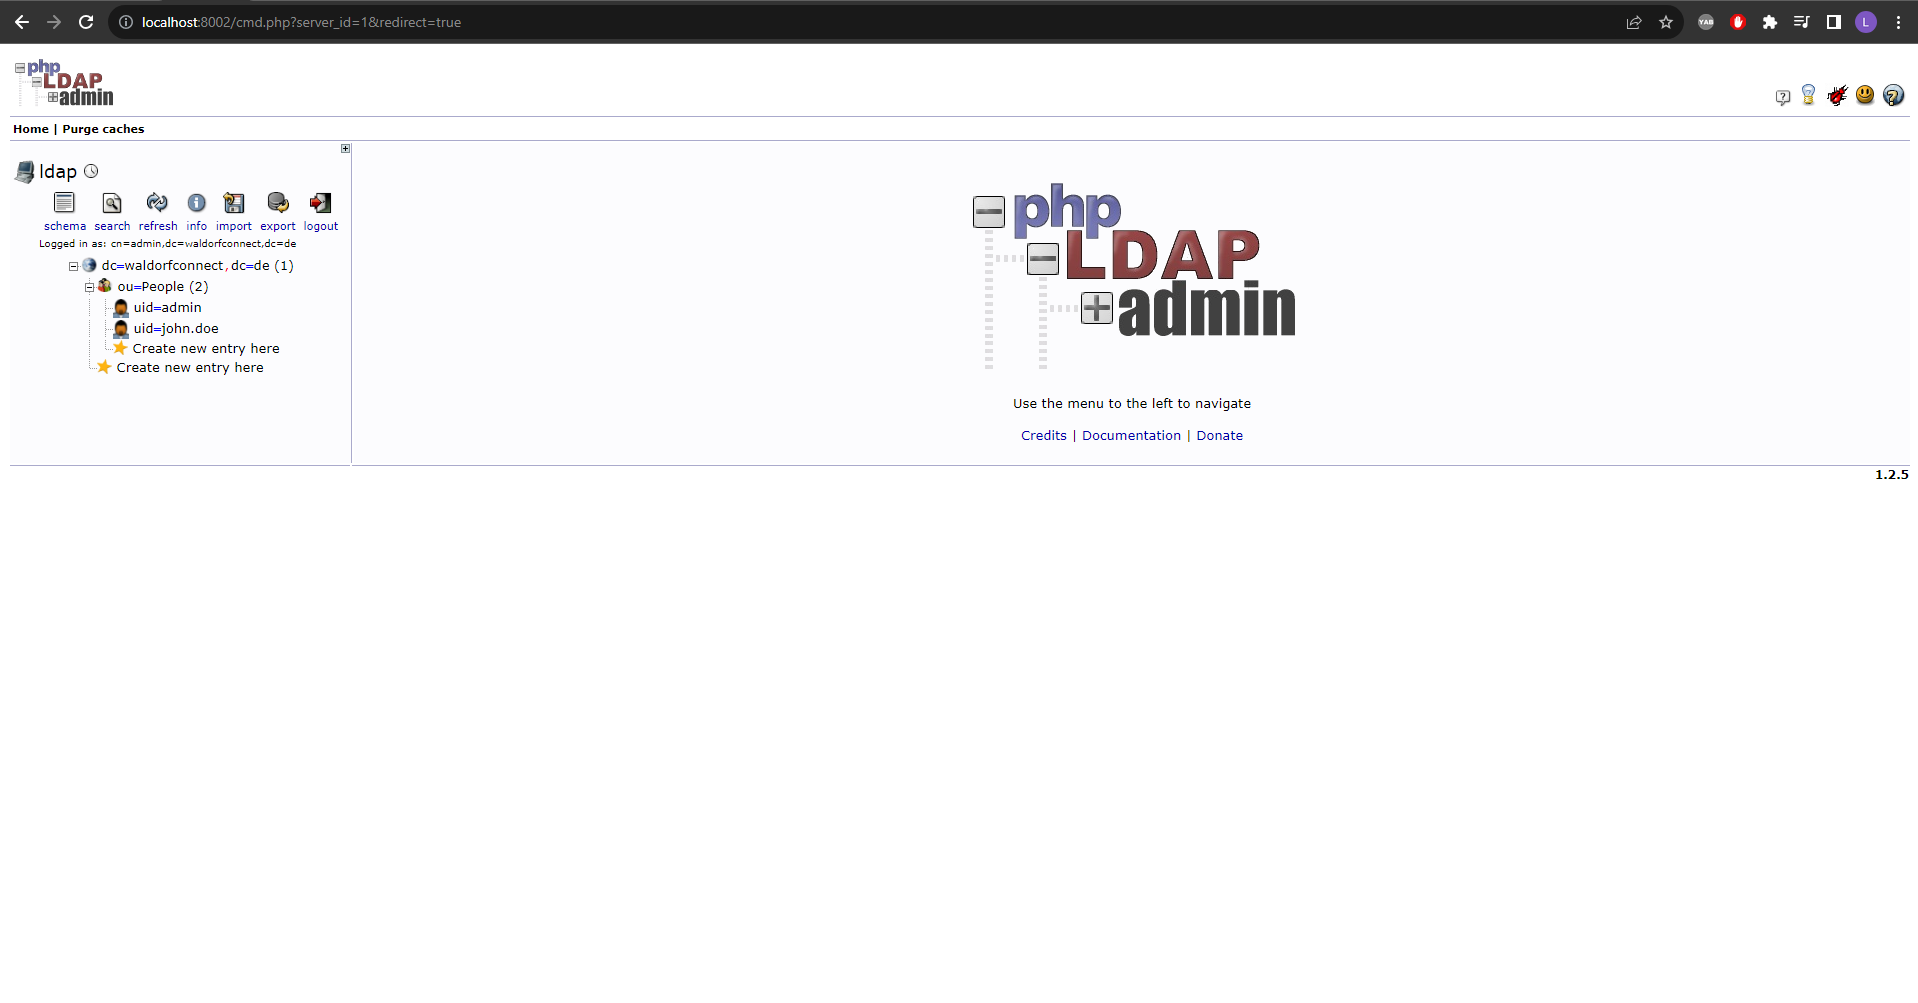 localhost:8002/cmd.php?server_id=1&redirect=true
YAB
L
php
LDAP
admin
Home | Purge caches
ldap
schema search refresh info import export logout
Logged in as: cn=admin,dc=waldorfconnect,dc=de
dc=waldorfconnect,dc=de (1)
ou=People (2)
uid=admin
uid=john.doe
Create new entry here
Create new entry here
php
LDAP
admin
Use the menu to the left to navigate
Credits | Documentation | Donate
1.2.5